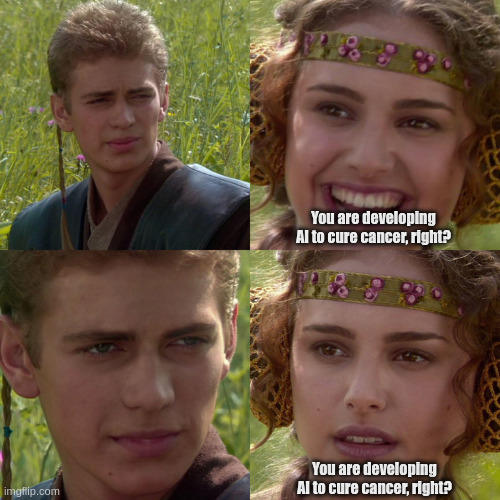 You are developing
AI to cure cancer, right?
You are developing
AI to cure cancer, right?
imgflip.com